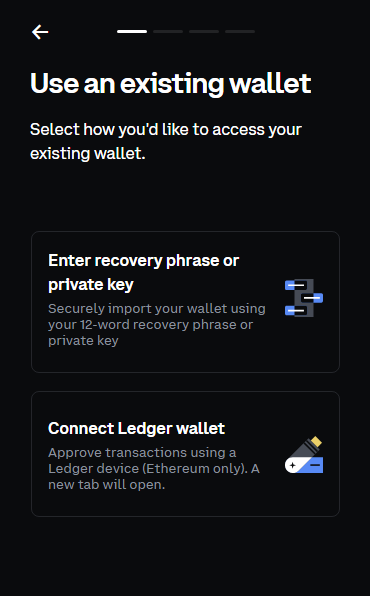 Use an existing wallet
Select how you'd like to access your
existing wallet.
Enter recovery phrase or
private key
Securely import your wallet using
your 12-word recovery phrase or
private key
Connect Ledger wallet
Approve transactions using a
Ledger device (Ethereum only). A
new tab will open.